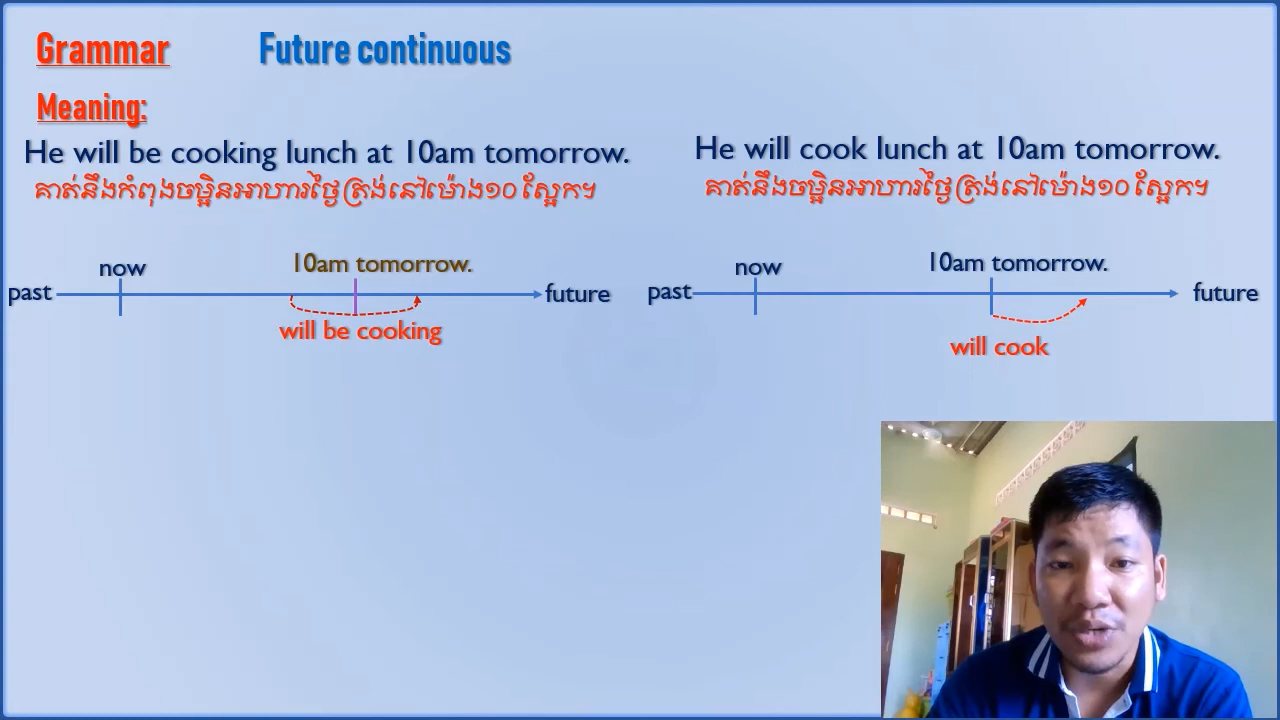 Grammar
Future continuous
Meaning:
He will be cooking lunch at 10am tomorrow.
គាត់នឹងកំពុងចម្អិនអាហារថ្ងៃត្រង់នៅម៉ោង១០ ស្អែក។
now
10am tomorrow.
past
future
will be cooking
He will cook lunch at 10am tomorrow.
គាត់នឹងចម្អិនអាហារថ្ងៃត្រង់នៅម៉ោង១០ ស្អែក។
now
10am tomorrow.
past
future
will cook